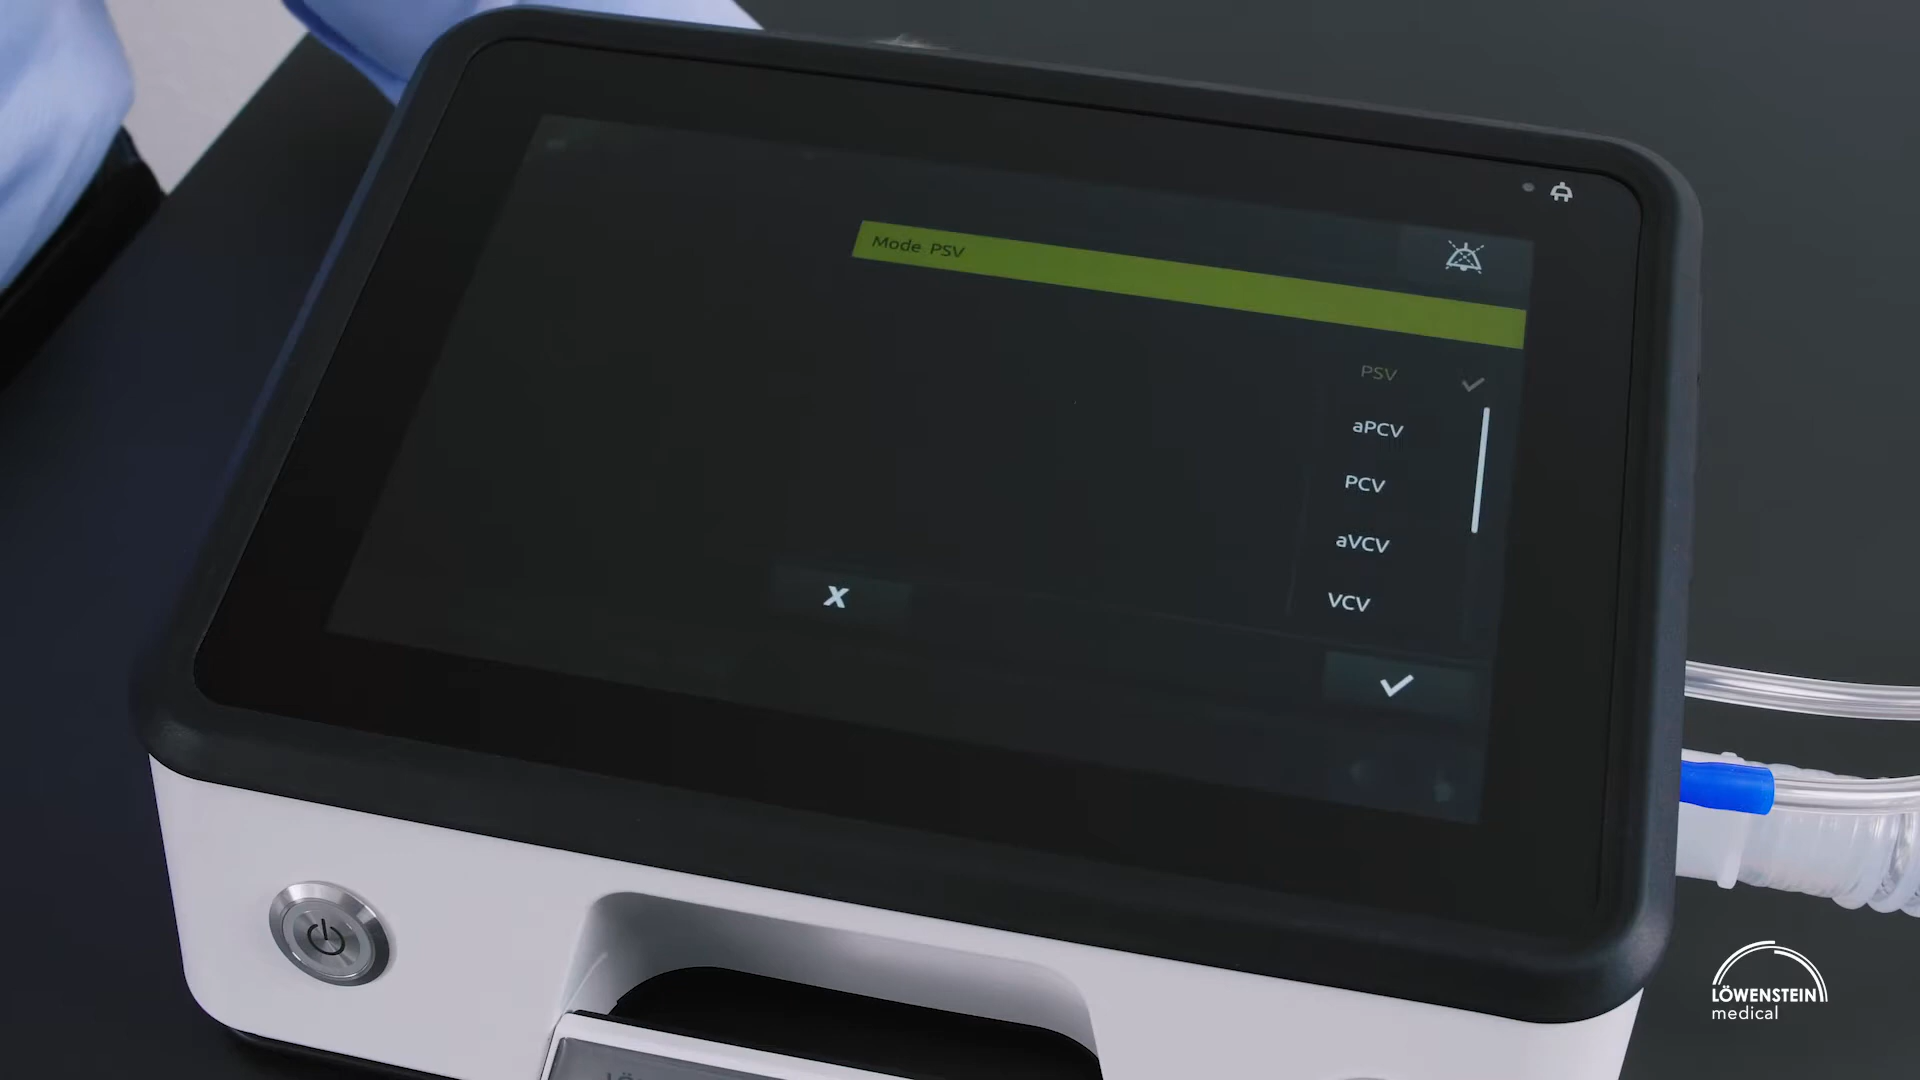 Mode PSV
PSV
aPCV
PCV
aVCV
VCV
X
LÖWENSTEIN
medical